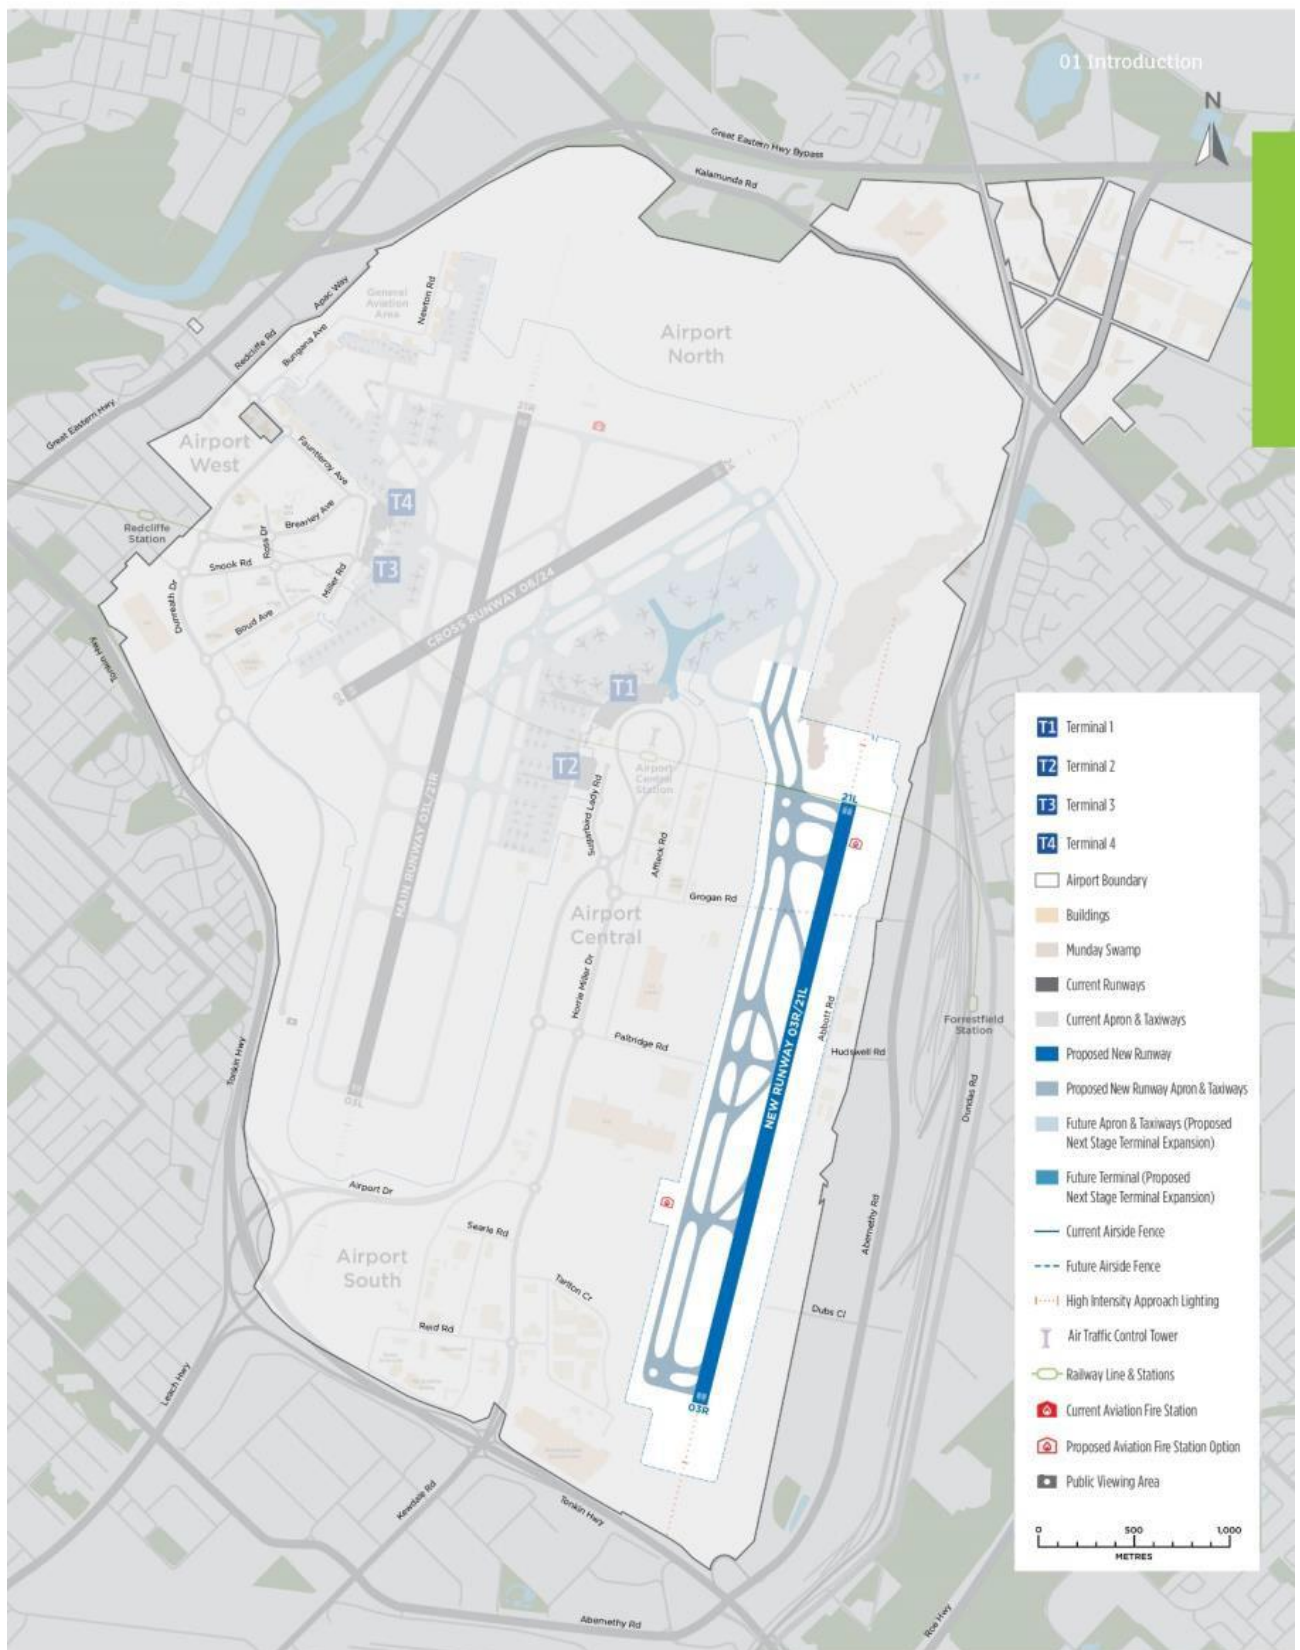 01 Introduction
N
Great Eastern Hwy Bypass
Kalamunda Rd
Apac Way
Newton Rd
General
Aviation
Area
Redcliffe Rd
Bungana Ave
Airport
North
Great Eastern Hwy
21R
Airport
West
Fauntleroy Ave
24
T4
Brearley Ave
Redcliffe
Station
Ross Dr
Snook Rd
T3
Miller Rd
Dunreath Dr
Boud Ave
CROSS RUNWAY 06/24
Tonkin Hwy
06
T1
T2
Airport
Central
Station
Sugarbird Lady Rd
MAIN RUNWAY 03L/21R
21L
Affleck Rd
Grogan Rd
Airport
Central
Horrie Miller Dr
NEW RUNWAY 03R/21L
Abbott Rd
Forrestfield
Station
Paltridge Rd
Hudswell Rd
Tonkin Hwy
Dundas Rd
03L
Airport Dr
Searle Rd
Abernethy Rd
Airport
South
Tarlton Cr
Dubs Cl
Reid Rd
Leach Hwy
03R
Kewdale Rd
Tonkin Hwy
Abernethy Rd
Roe Hwy
T1 Terminal 1
T2 Terminal 2
T3 Terminal 3
T4 Terminal 4
Airport Boundary
Buildings
Munday Swamp
Current Runways
Current Apron & Taxiways
Proposed New Runway
Proposed New Runway Apron & Taxiways
Future Apron & Taxiways (Proposed
Next Stage Terminal Expansion)
Future Terminal (Proposed
Next Stage Terminal Expansion)
Current Airside Fence
Future Airside Fence
High Intensity Approach Lighting
Air Traffic Control Tower
Railway Line & Stations
Current Aviation Fire Station
Proposed Aviation Fire Station Option
Public Viewing Area
0 500 1,000
METRES